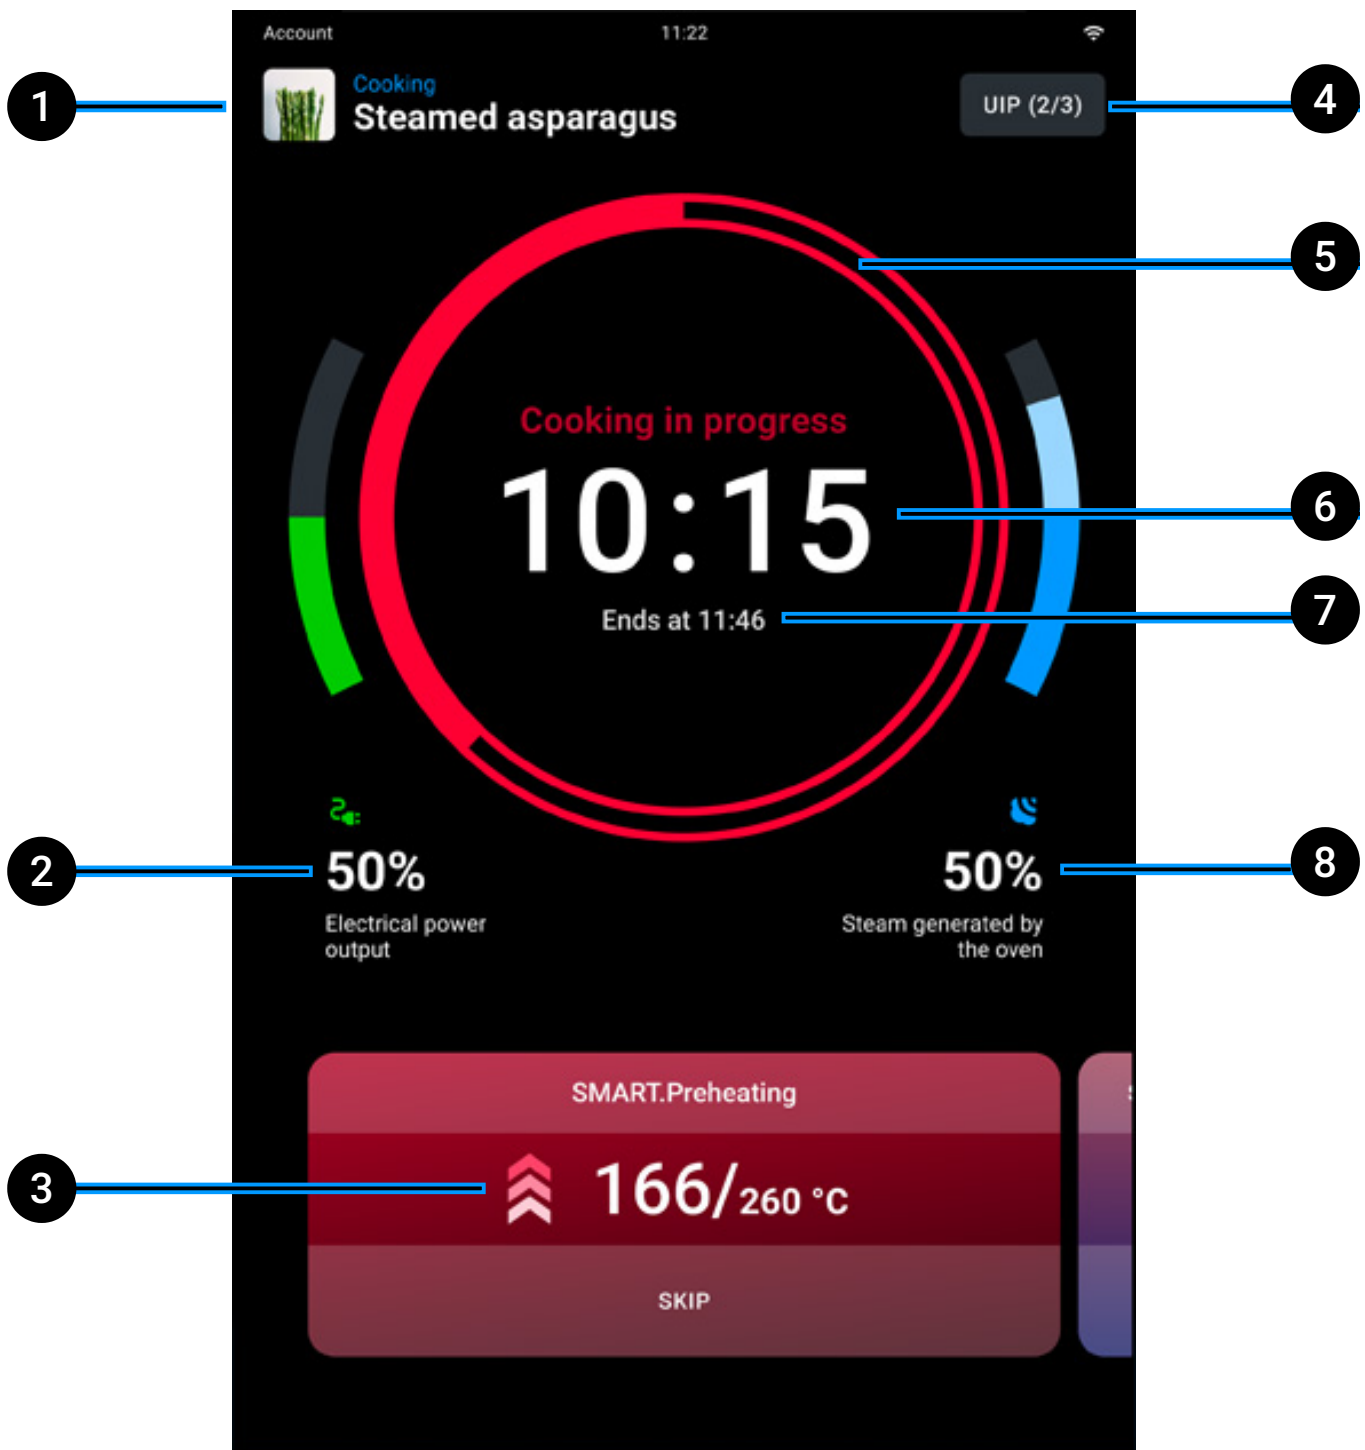 Account
11:22
1
Cooking
Steamed asparagus
UIP (2/3)
4
5
Cooking in progress
10:15
6
Ends at 11:46
7
2
50%
Electrical power
output
50%
8
Steam generated by
the oven
SMART.Preheating
3
166/260 °C
SKIP